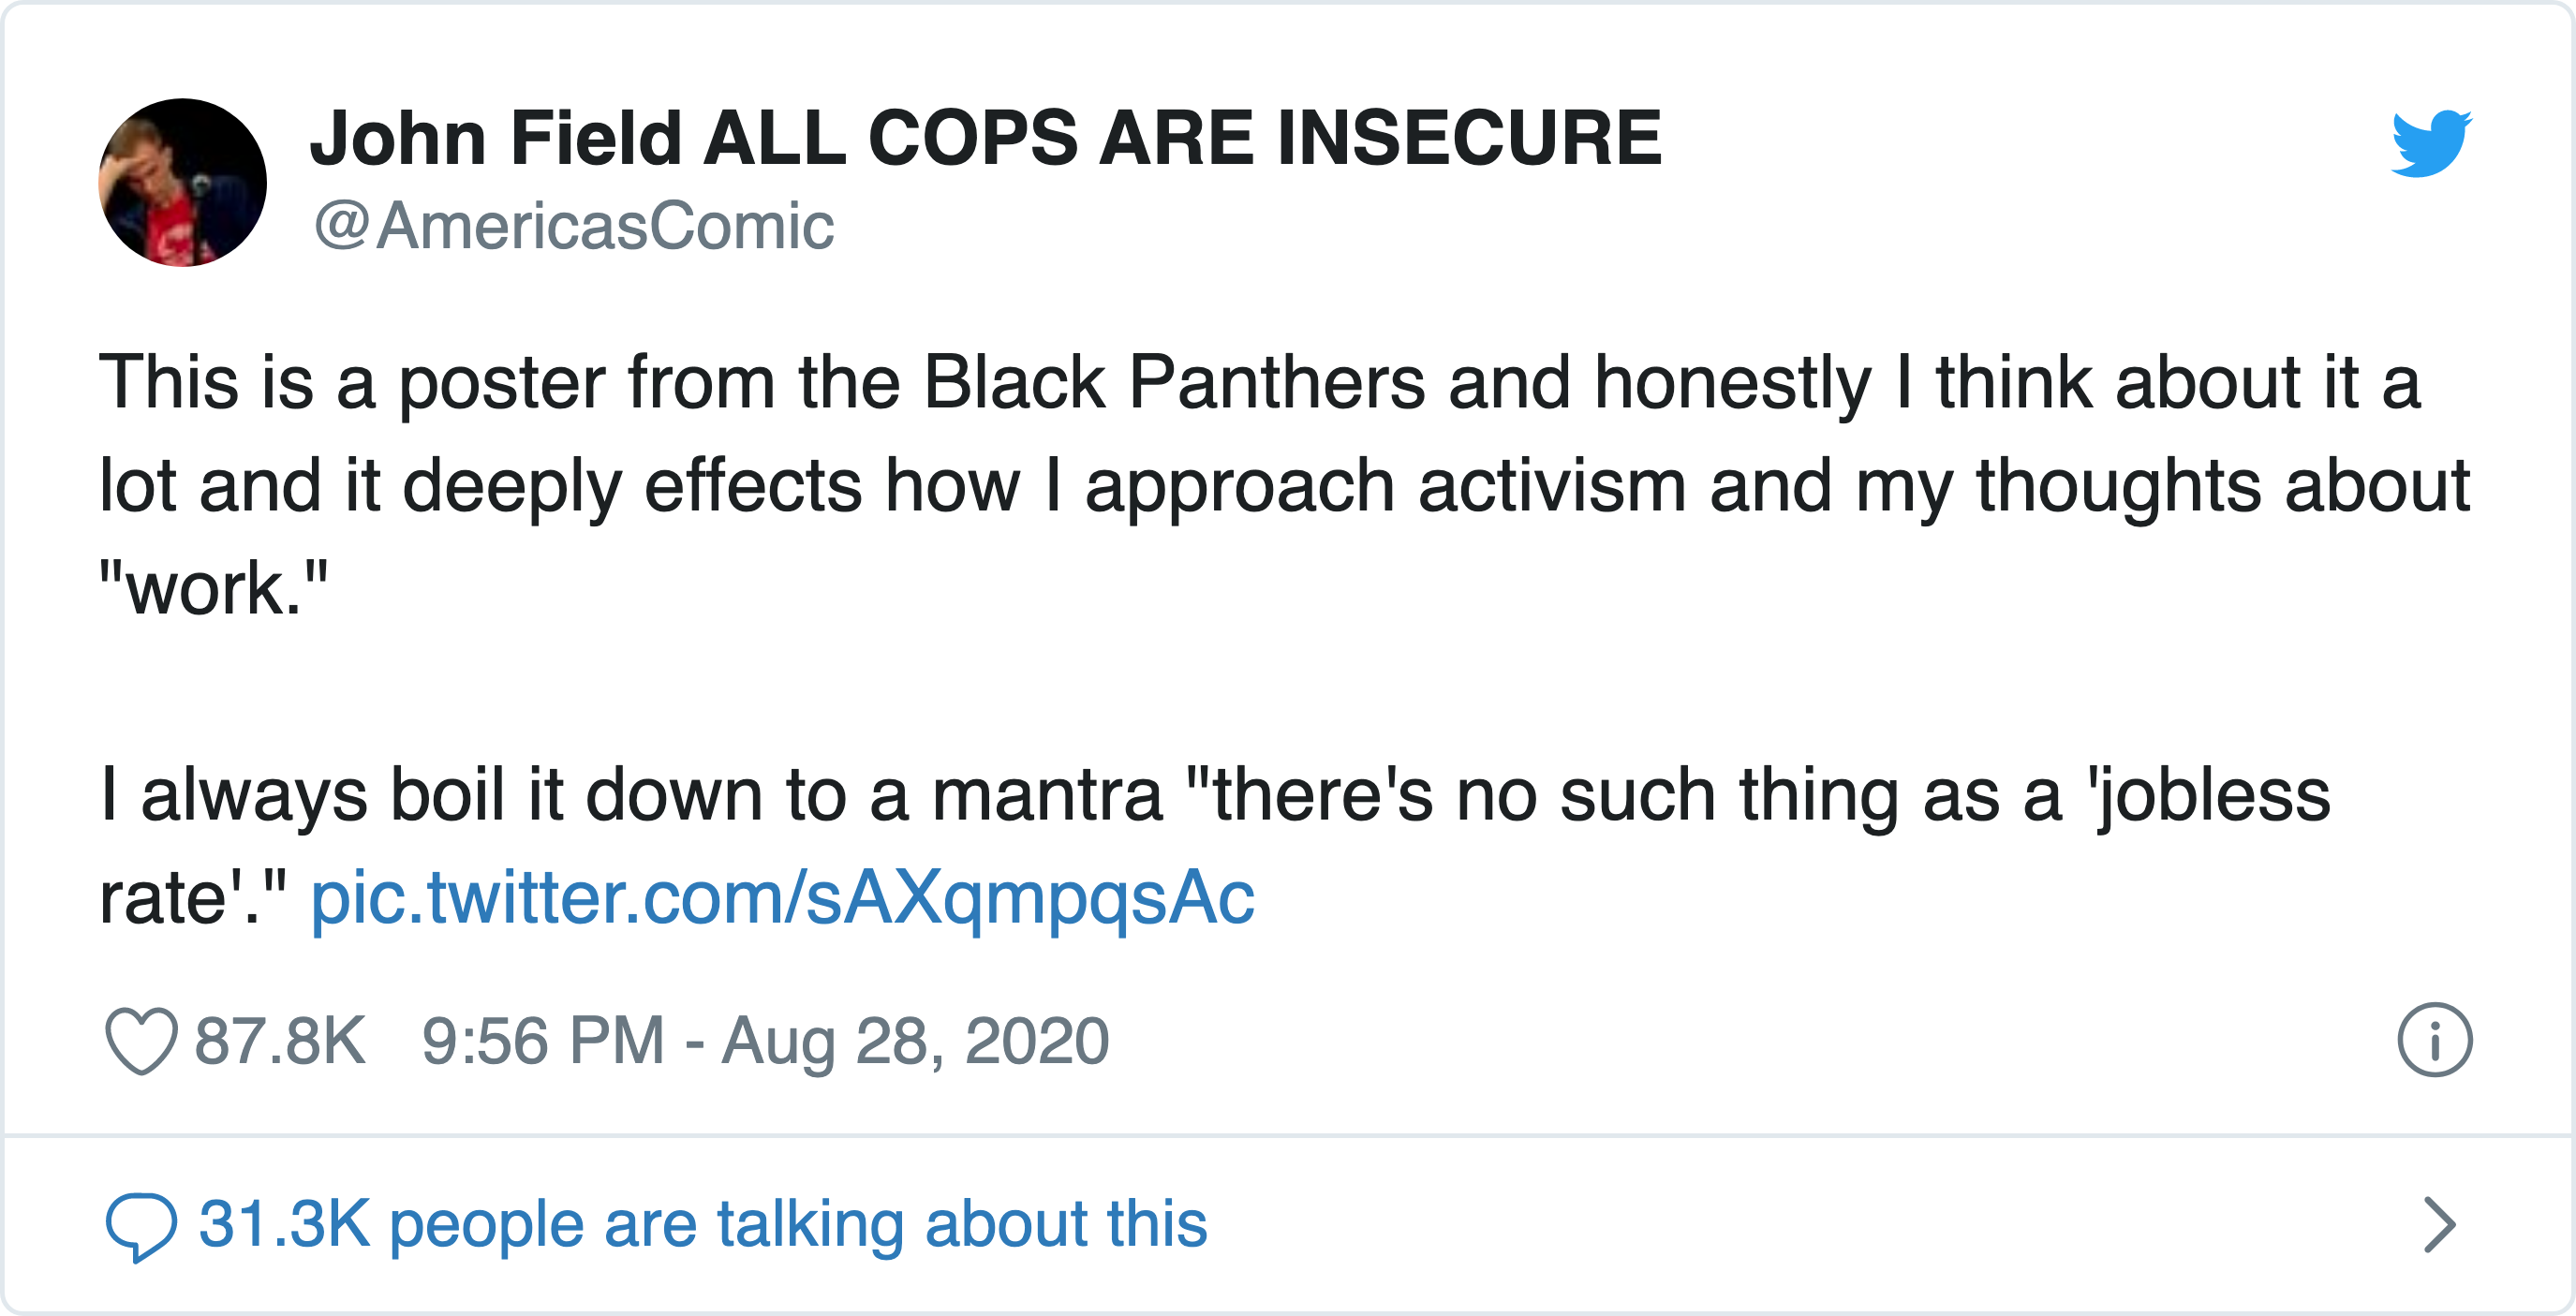 John Field ALL COPS ARE INSECURE
@AmericasComic
This is a poster from the Black Panthers and honestly I think about it a
lot and it deeply effects how I approach activism and my thoughts about
"work."
I always boil it down to a mantra "there's no such thing as a 'jobless
rate'." pic.twitter.com/sAXqmpqsAc
87.8K 9:56 PM - Aug 28, 2020
31.3K people are talking about this